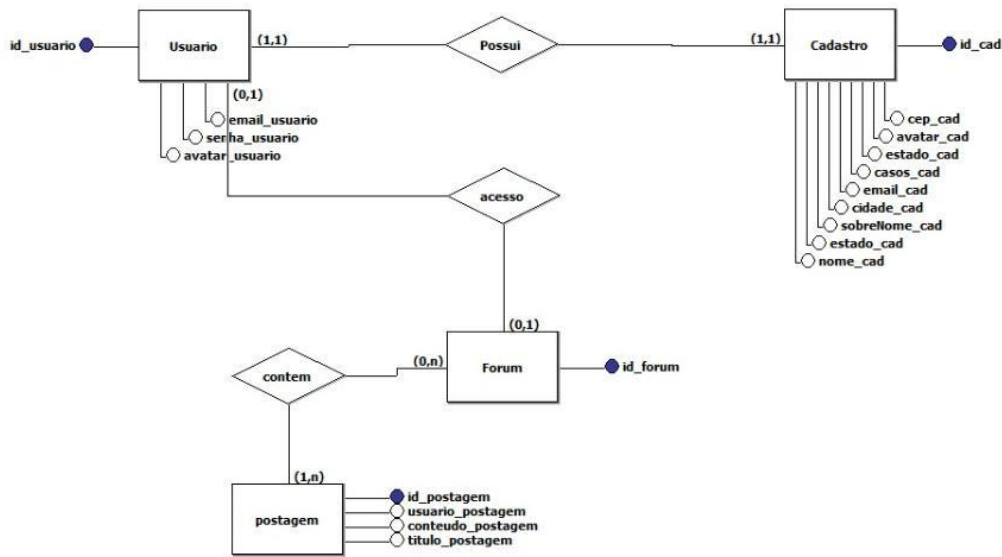 id_usuario
Usuario
(1,1)
Possui
(1,1)
Cadastro
id_cad
(0,1)
email_usuario
senha_usuario
avatar_usuario
cep_cad
avatar_cad
estado_cad
casos_cad
email_cad
cidade_cad
sobreNome_cad
estado_cad
nome_cad
acesso
(0,1)
(0,n)
Forum
id_forum
contem
(1,n)
postagem
id_postagem
usuario_postagem
conteudo_postagem
titulo_postagem